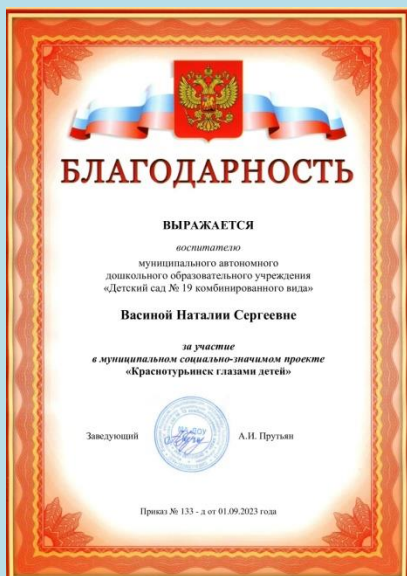 БЛАГОДАРНОСТЬ
ВЫРАЖАЕТСЯ
воспитателю
муниципального автономного
дошкольного образовательного учреждения
«Детский сад № 19 комбинированного вида»
Васиной Наталии Сергеевне
за участие
в муниципальном социально-значимом проекте
«Краснотурьинск глазами детей»
Заведующий А.И. Прутьян
Приказ № 133 - д от 01.09.2023 года